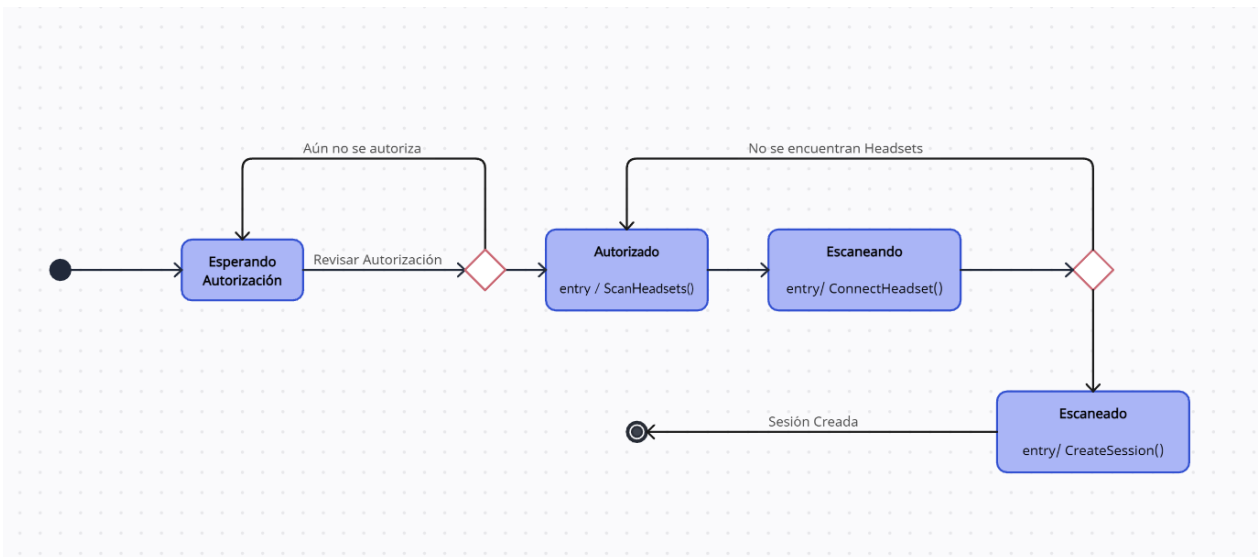 Aún no se autoriza
No se encuentran Headsets
Esperando
Autorización
Revisar Autorización
Autorizado
entry / ScanHeadsets()
Escaneando
entry/ ConnectHeadset()
Escaneado
entry/ CreateSession()
Sesión Creada